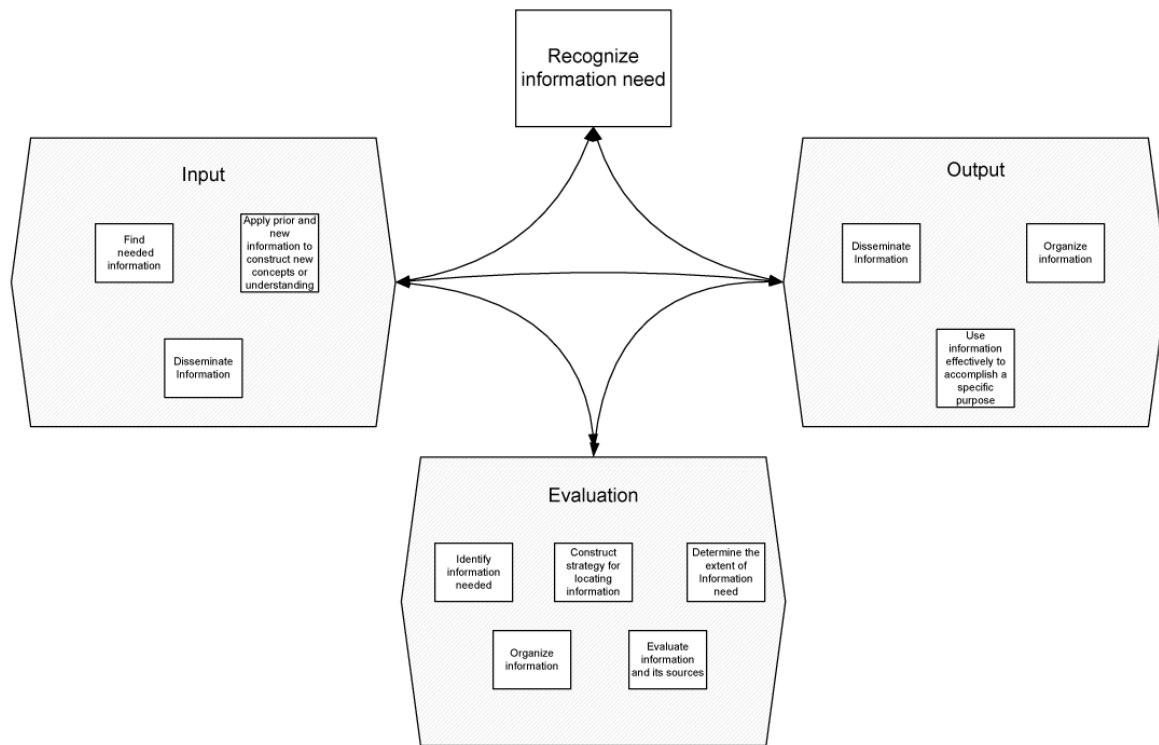 Recognize
information need
Input
Find
needed
information
Apply prior and
new
information to
construct new
concepts or
understanding
Disseminate
Information
Output
Disseminate
Information
Organize
information
Use
information
effectively to
accomplish a
specific
purpose
Evaluation
Identify
information
needed
Construct
strategy for
locating
information
Determine the
extent of
Information
need
Organize
information
Evaluate
information
and its sources